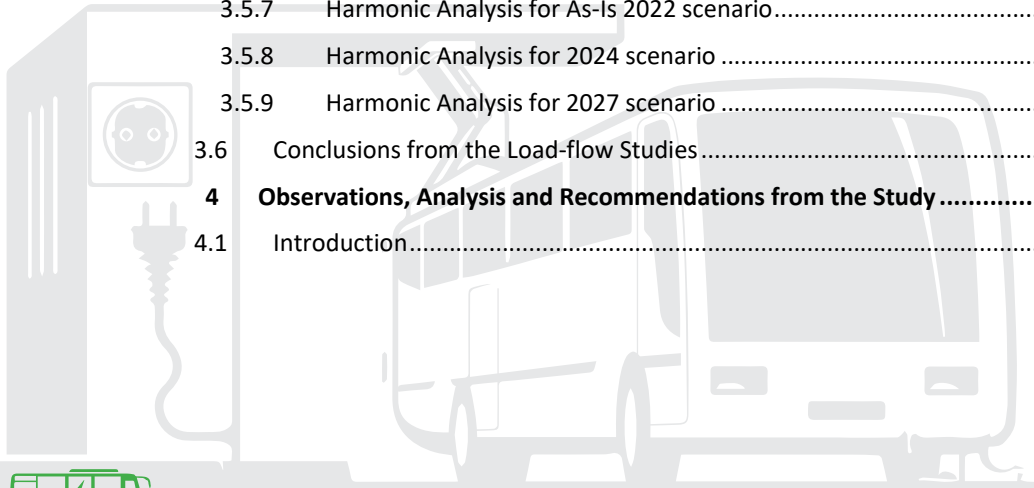 3.5.7 Harmonic Analysis for As-Is 2022 scenario..................................................
3.5.8 Harmonic Analysis for 2024 scenario ..........................................................
3.5.9 Harmonic Analysis for 2027 scenario ..........................................................
3.6 Conclusions from the Load-flow Studies..............................................................
4 Observations, Analysis and Recommendations from the Study..............
4.1 Introduction.......................................................................................................